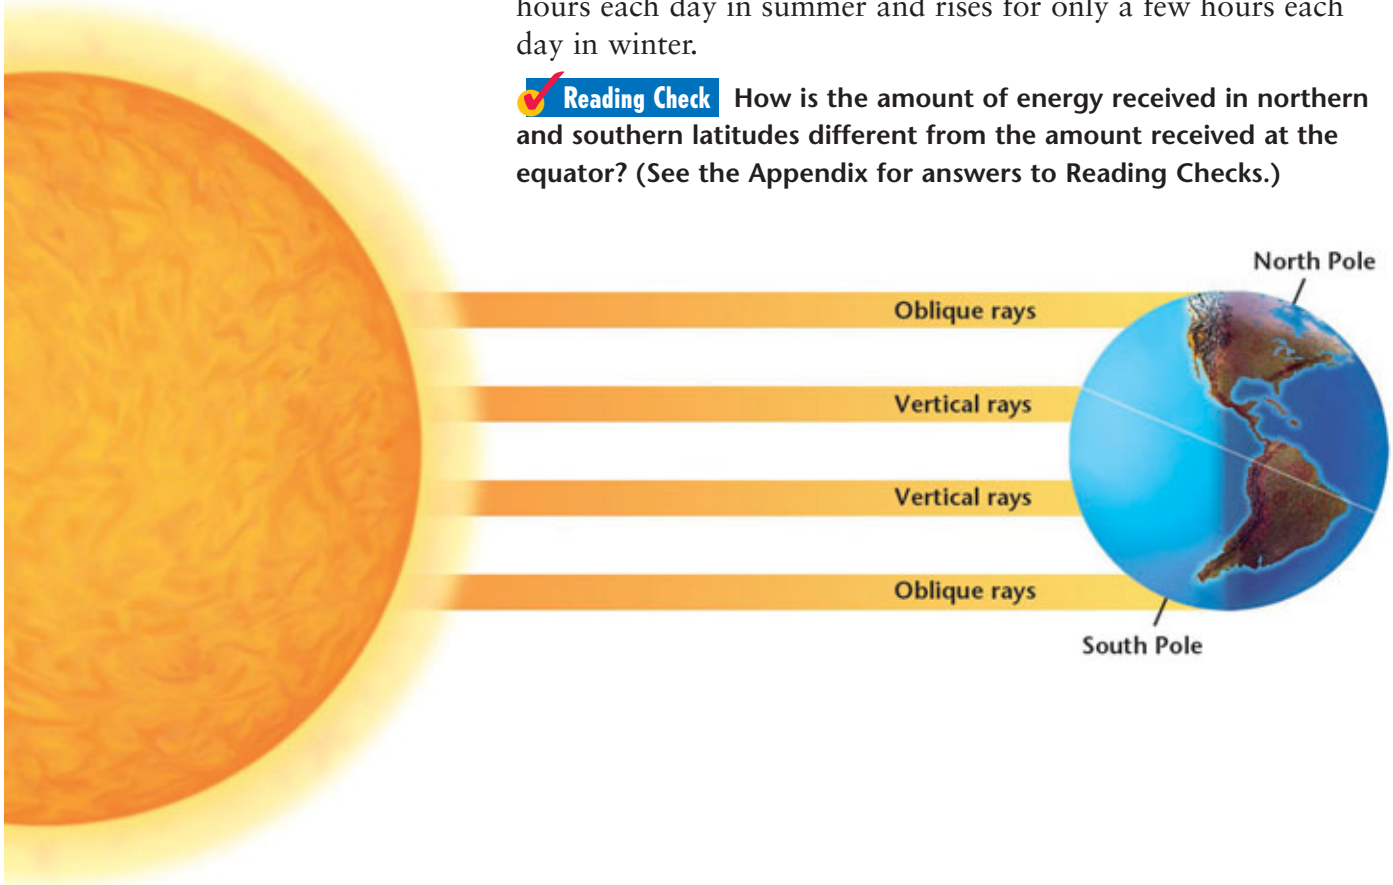 hours each day in summer and rises for only a few hours each
day in winter.
Reading Check How is the amount of energy received in northern
and southern latitudes different from the amount received at the
equator? (See the Appendix for answers to Reading Checks.)
North Pole
Oblique rays
Vertical rays
Vertical rays
Oblique rays
South Pole